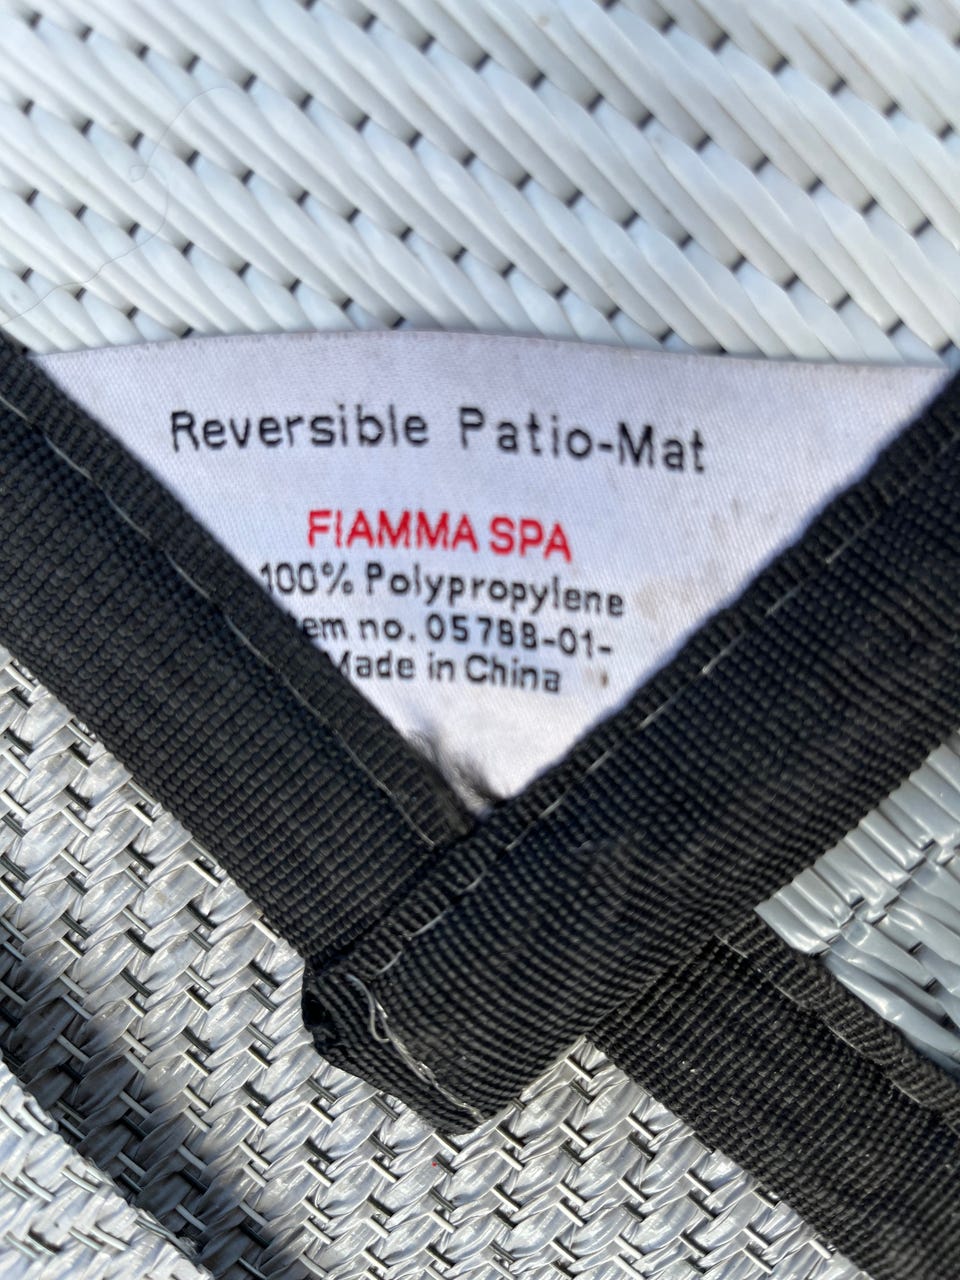 Reversible Patio-Mat
FIAMMA SPA
100% Polypropylene
em no. 05788-01-
Made in China